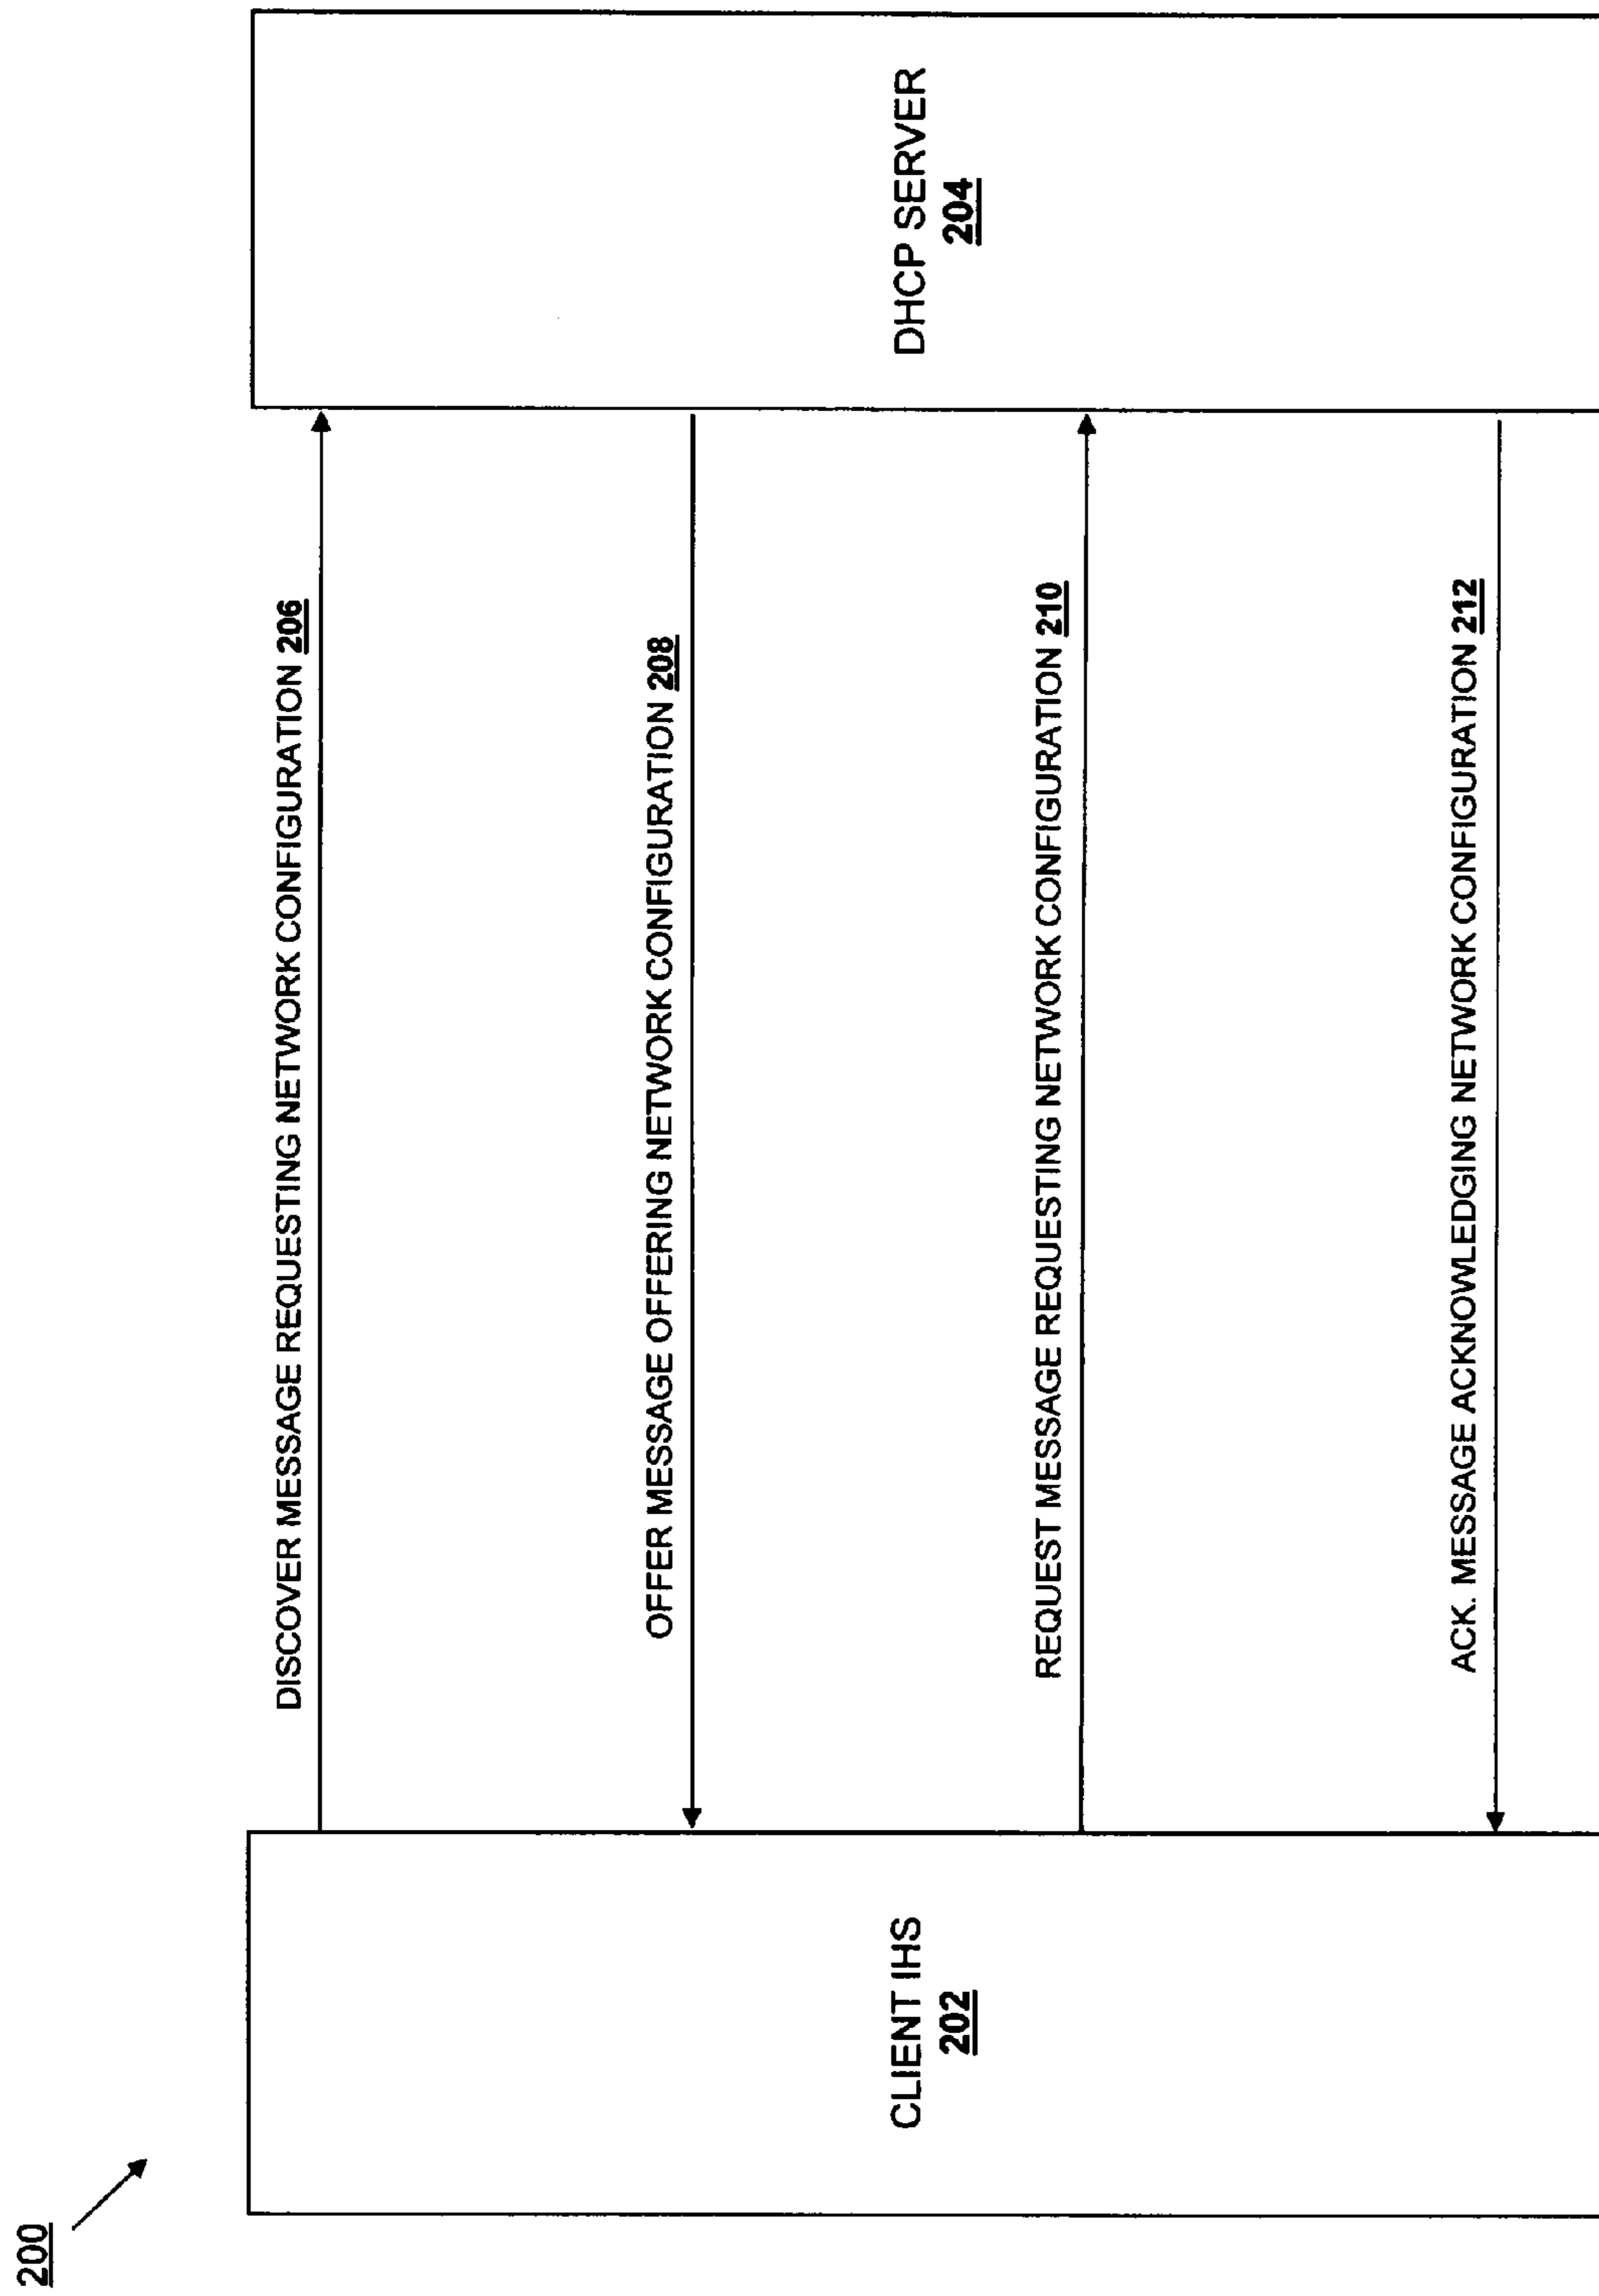 200
CLIENT IHS
202
DISCOVER MESSAGE REQUESTING NETWORK CONFIGURATION 206
OFFER MESSAGE OFFERING NETWORK CONFIGURATION 208
REQUEST MESSAGE REQUESTING NETWORK CONFIGURATION 210
ACK. MESSAGE ACKNOWLEDGING NETWORK CONFIGURATION 212
DHCP SERVER
204